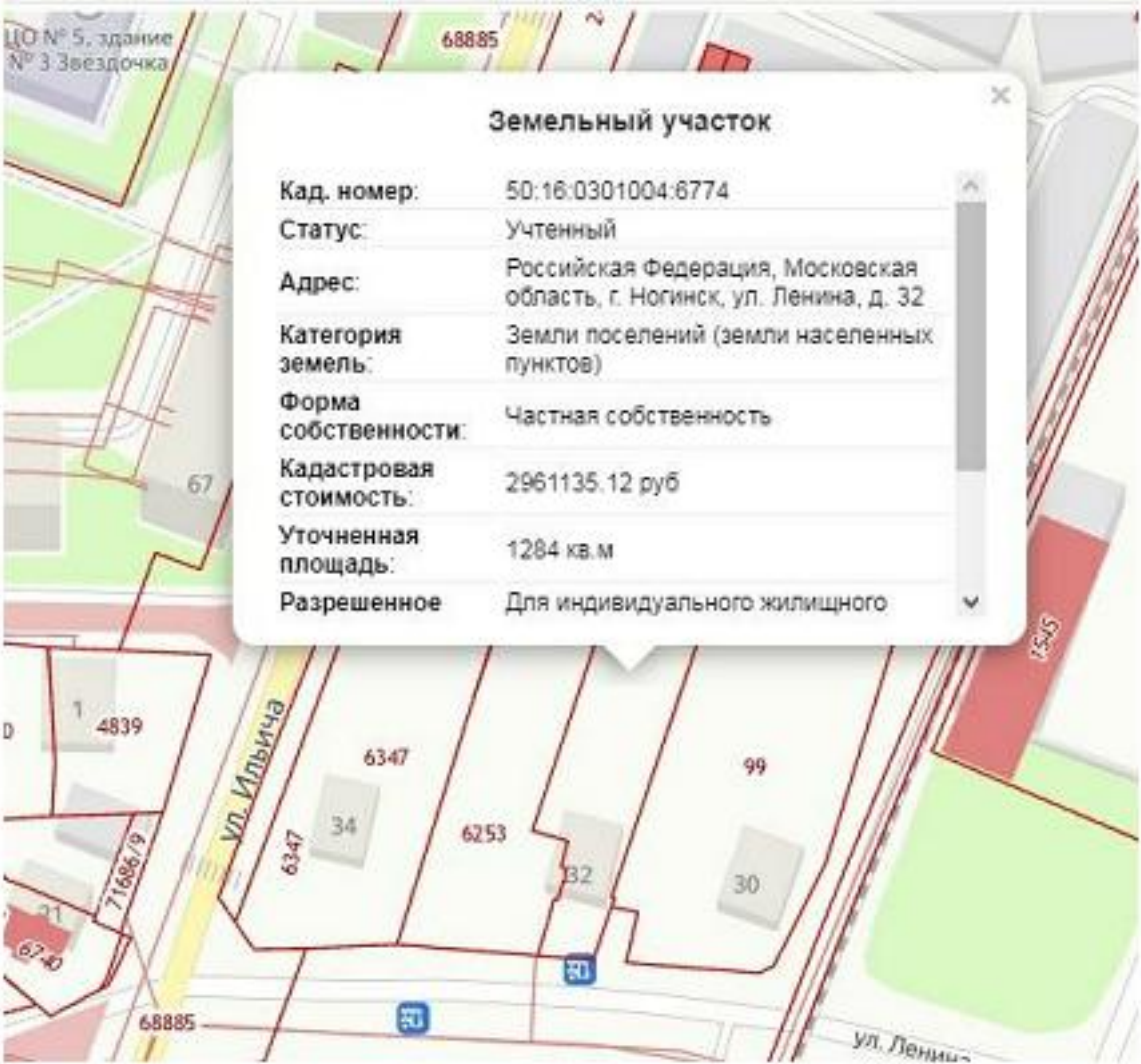 ЦО № 5, здание
№ 3 Звездочка
68885
2
Земельный участок
Кад. номер: 50:16:0301004:6774
Статус: Учтенный
Адрес: Российская Федерация, Московская
область, г. Ногинск, ул. Ленина, д. 32
Категория
земель:
Земли поселений (земли населенных
пунктов)
Форма
собственности:
Частная собственность
Кадастровая
стоимость:
2961135.12 руб
Уточненная
площадь:
1284 кв.м
Разрешенное Для индивидуального жилищного
67
1545
1
4839
0
ул. Ильича
6347
99
34
6347
6253
32
30
71686/9
21
6740
68885
ул. Ленина